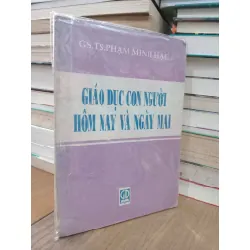 GS.TS.PHẠM MINH HẠC
GIÁO DỤC CON NGƯỜI
HÔM NAY VÀ NGÀY MAI